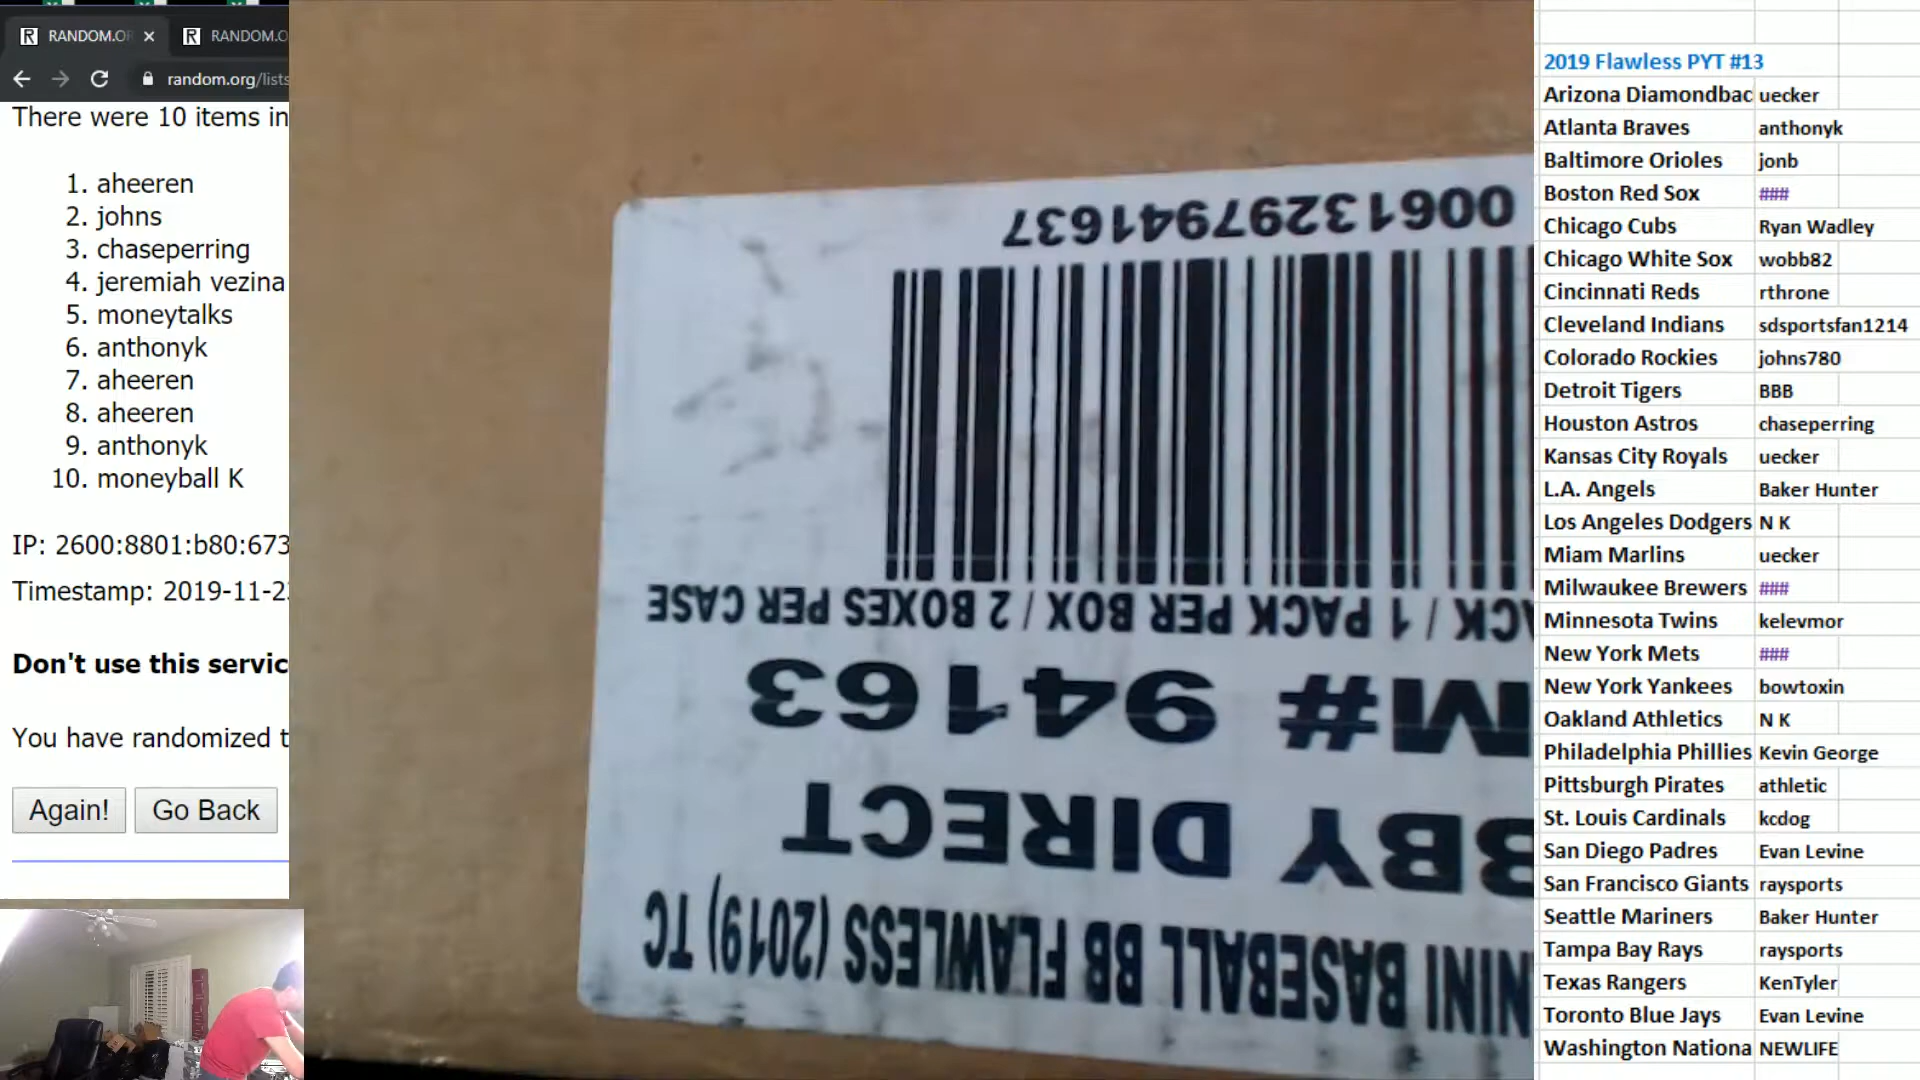 RANDOM.OR
RANDOM.O
random.org/lists
There were 10 items in
1. aheeren
2. johns
3. chaseperring
4. jeremiah vezina
5. moneytalks
6. anthonyk
7. aheeren
8. aheeren
9. anthonyk
10. moneyball K
IP: 2600:8801:b80:673
Timestamp: 2019-11-23
Don't use this servic
You have randomized t
Again! Go Back
00613297941637
CK / 1 PACK PER BOX / 2 BOXES PER CASE
M# 94163
BBY DIRECT
NINI BASEBALL BB FLAWLESS (2019) TC
2019 Flawless PYT #13
Arizona Diamondbac uecker
Atlanta Braves anthonyk
Baltimore Orioles jonb
Boston Red Sox ###
Chicago Cubs Ryan Wadley
Chicago White Sox wobb82
Cincinnati Reds rthrone
Cleveland Indians sdsportsfan1214
Colorado Rockies johns780
Detroit Tigers BBB
Houston Astros chaseperring
Kansas City Royals uecker
L.A. Angels Baker Hunter
Los Angeles Dodgers N K
Miam Marlins uecker
Milwaukee Brewers ###
Minnesota Twins kelevmor
New York Mets ###
New York Yankees bowtoxin
Oakland Athletics N K
Philadelphia Phillies Kevin George
Pittsburgh Pirates athletic
St. Louis Cardinals kcdog
San Diego Padres Evan Levine
San Francisco Giants raysports
Seattle Mariners Baker Hunter
Tampa Bay Rays raysports
Texas Rangers KenTyler
Toronto Blue Jays Evan Levine
Washington Nationa NEWLIFE